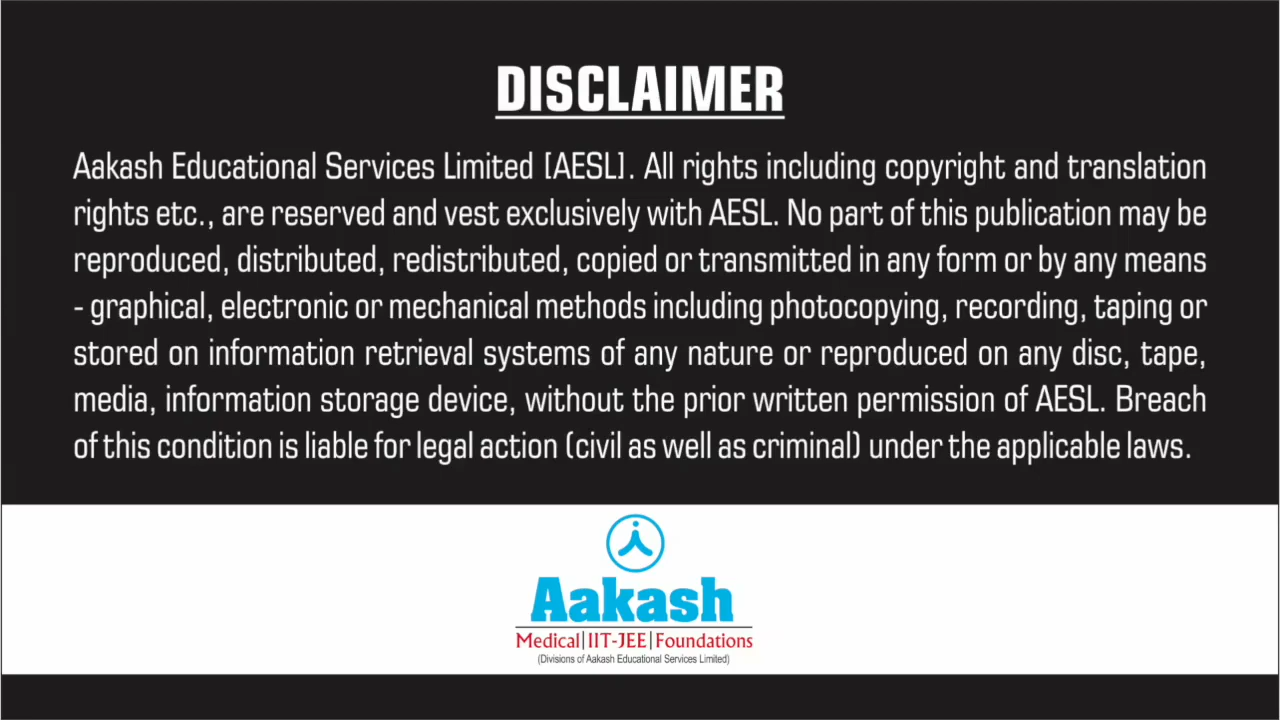 DISCLAIMER
Aakash Educational Services Limited [AESL]. All rights including copyright and translation
rights etc., are reserved and vest exclusively with AESL. No part of this publication may be
reproduced, distributed, redistributed, copied or transmitted in any form or by any means
- graphical, electronic or mechanical methods including photocopying, recording, taping or
stored on information retrieval systems of any nature or reproduced on any disc, tape,
media, information storage device, without the prior written permission of AESL. Breach
of this condition is liable for legal action (civil as well as criminal) under the applicable laws.
Aakash
Medical|IIT-JEE|Foundations
(Divisions of Aakash Educational Services Limited)